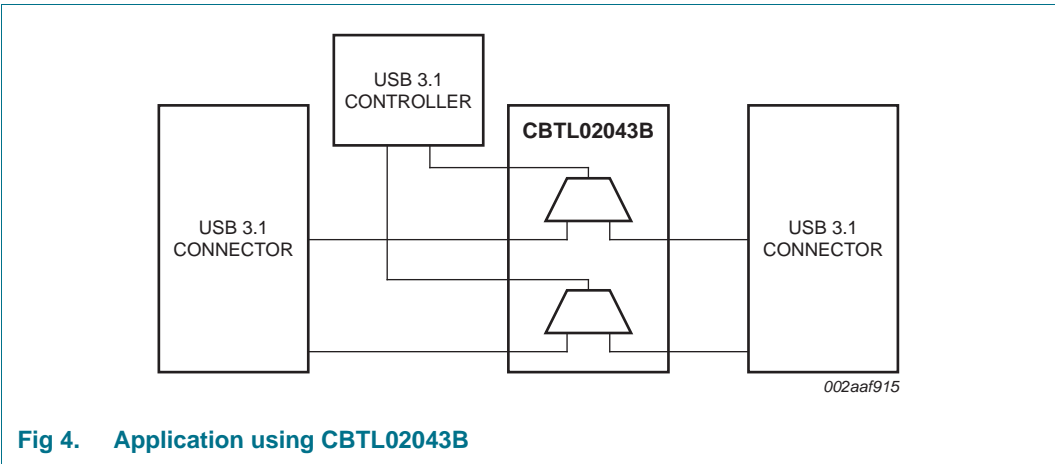 USB 3.1
CONTROLLER
CBTL02043B
USB 3.1
CONNECTOR
USB 3.1
CONNECTOR
002aaf915
Fig 4. Application using CBTL02043B